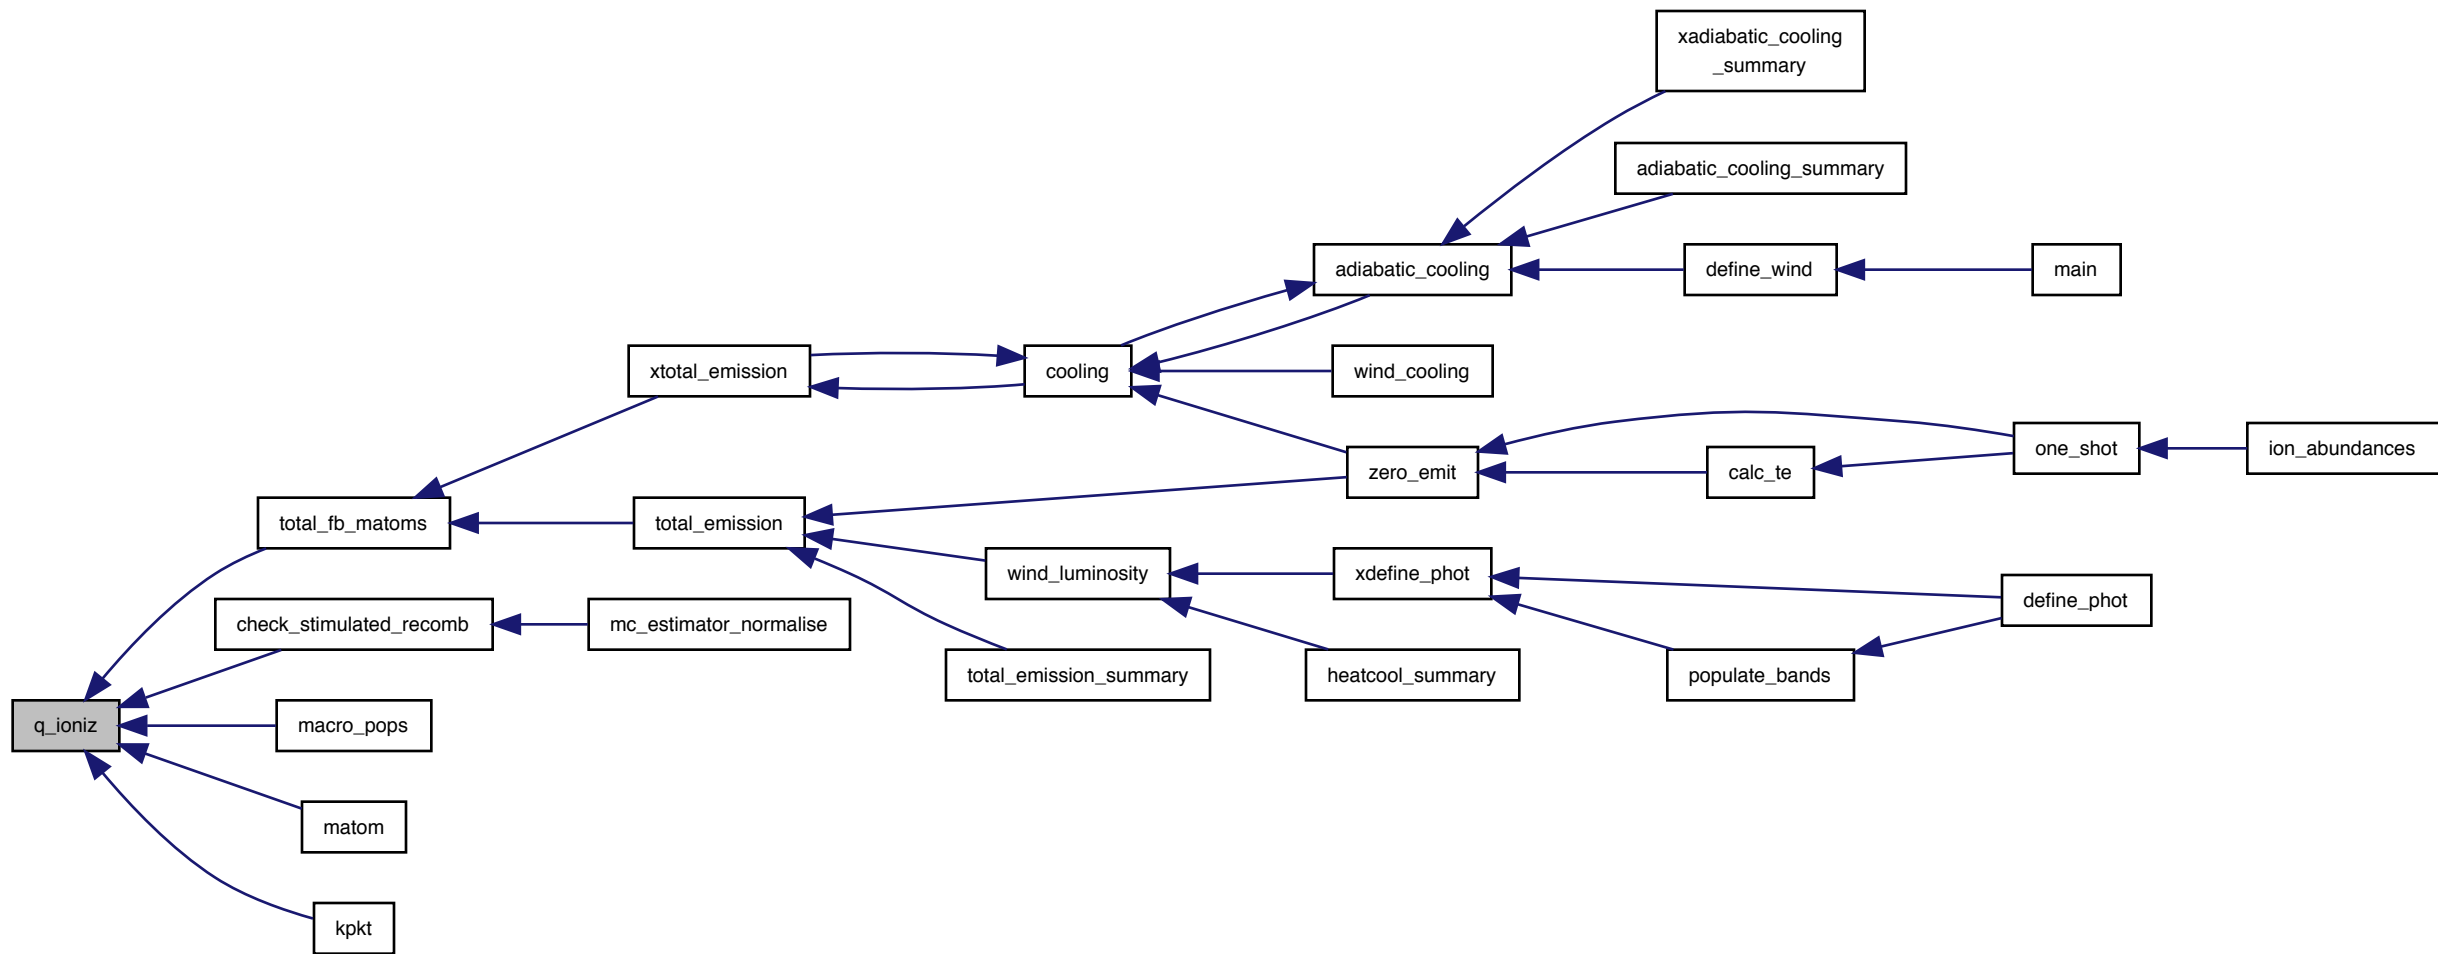 xadiabatic_cooling
_summary
adiabatic_cooling_summary
adiabatic_cooling
define_wind
main
xtotal_emission
cooling
wind_cooling
one_shot
ion_abundances
zero_emit
calc_te
total_fb_matoms
total_emission
wind_luminosity
xdefine_phot
define_phot
check_stimulated_recomb
mc_estimator_normalise
total_emission_summary
heatcool_summary
populate_bands
q_ioniz
macro_pops
matom
kpkt